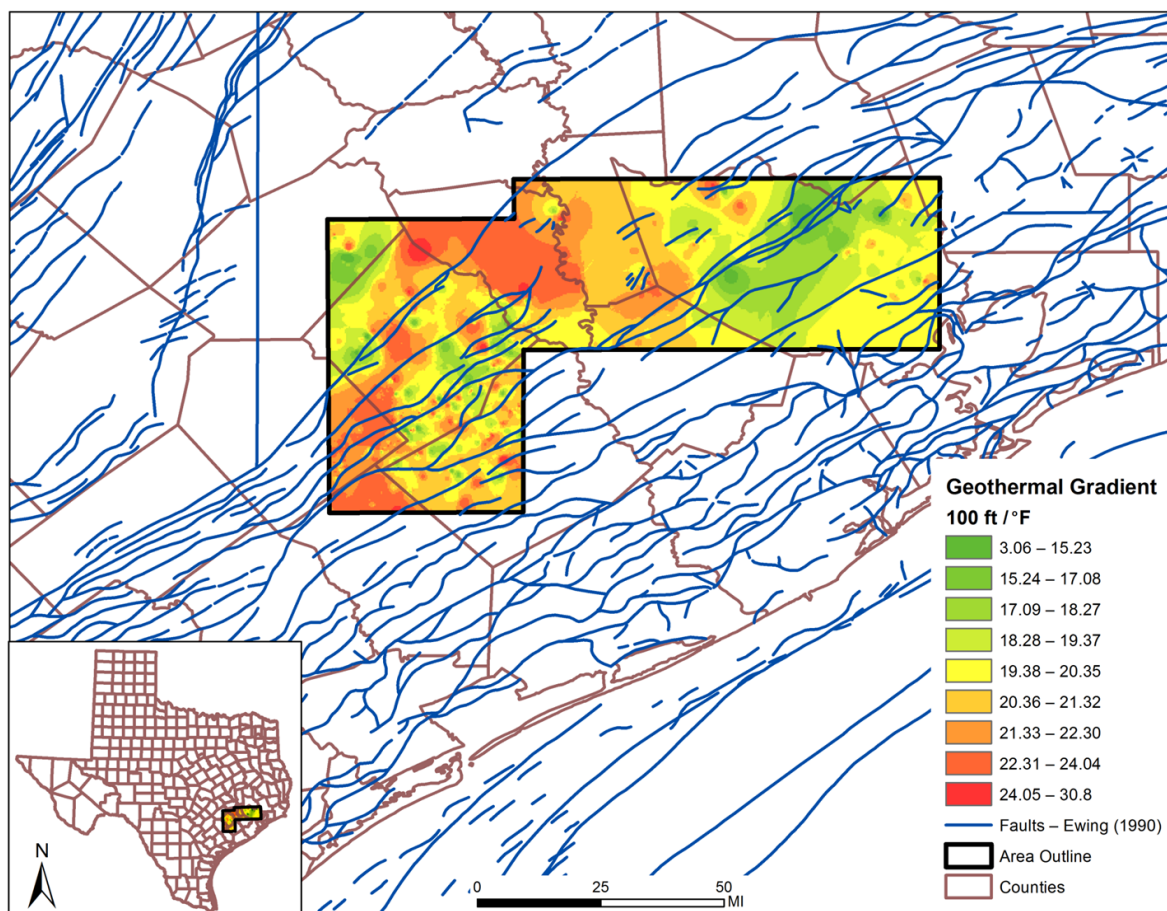 Geothermal Gradient
100 ft / °F
3.06 – 15.23
15.24 – 17.08
17.09 – 18.27
18.28 – 19.37
19.38 – 20.35
20.36 – 21.32
21.33 – 22.30
22.31 – 24.04
24.05 – 30.8
Faults – Ewing (1990)
Area Outline
Counties
N
0 25 50
MI